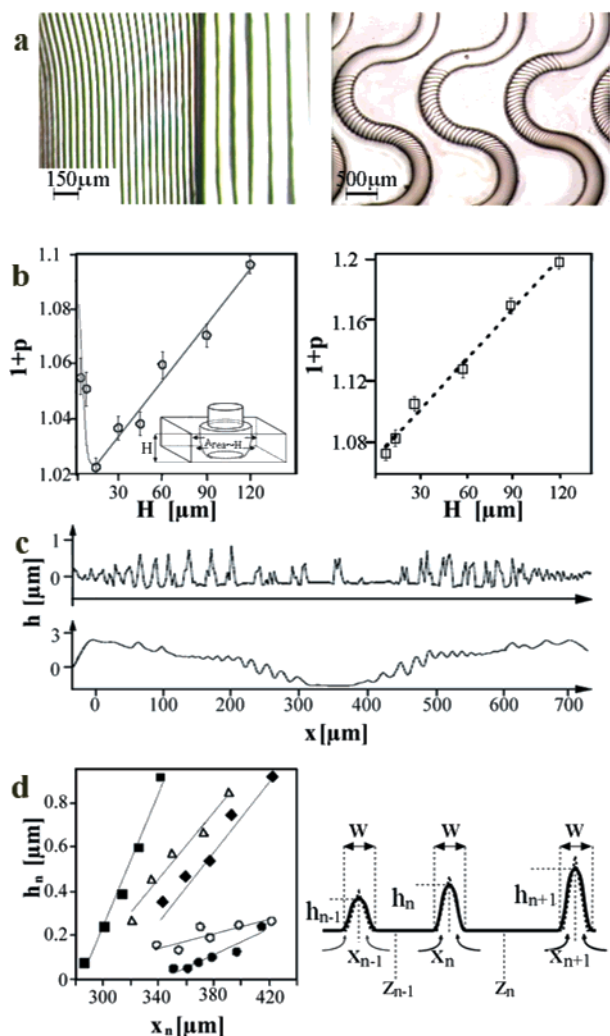 a
150µm
500µm
b
1+p
1.1
1.08
1.06
1.04
1.02
30 60 90 120
H [µm]
H
Area~H
1+p
1.2
1.16
1.12
1.08
30 60 90 120
H [µm]
c
h [µm]
1
0
3
0
0 100 200 300 400 500 600 700
x [µm]
d
h_n [µm]
0.8
0.6
0.4
0.2
0
300 340 380 420
x_n [µm]
w w w
h_n-1 h_n h_n+1
x_n-1 x_n x_n+1
z_n-1 z_n